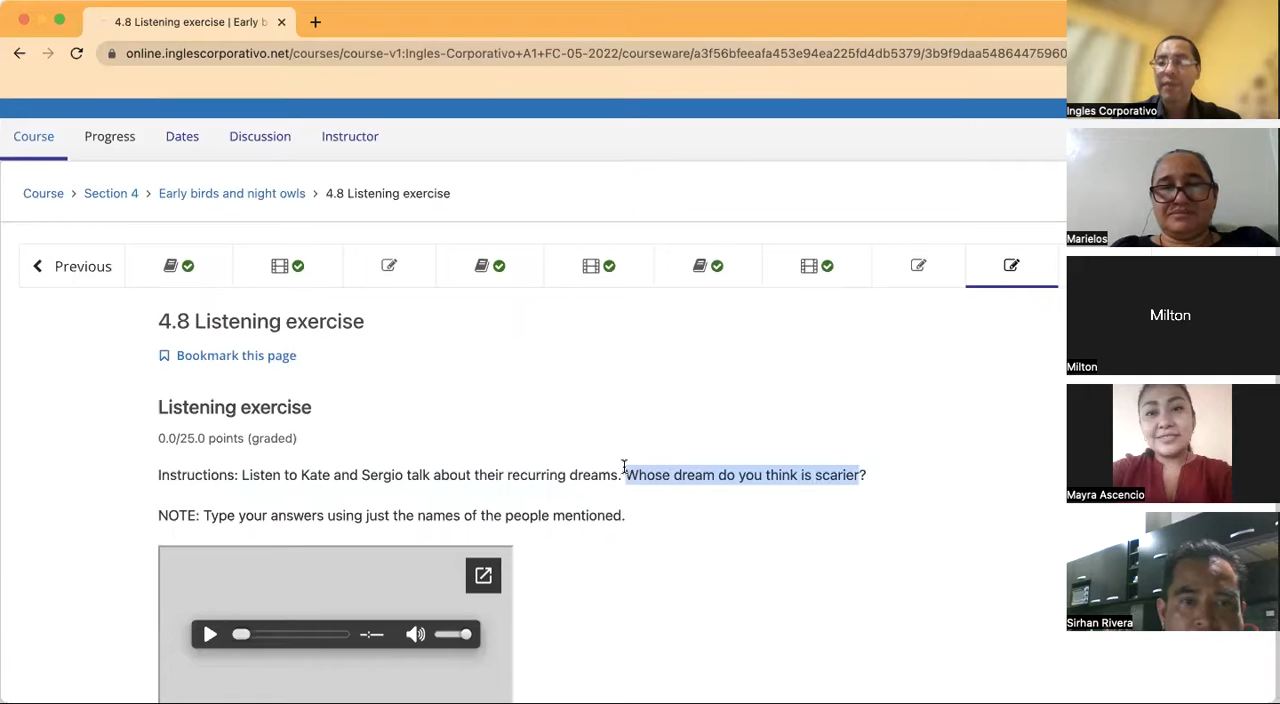 4.8 Listening exercise | Early b
online.inglescorporativo.net/courses/course-v1:Ingles-Corporativo+A1+FC-05-2022/courseware/a3f56bfeeafa453e94ea225fd4db5379/3b9f9daa54864475960
Course Progress Dates Discussion Instructor
Course > Section 4 > Early birds and night owls > 4.8 Listening exercise
Previous
4.8 Listening exercise
Bookmark this page
Listening exercise
0.0/25.0 points (graded)
Instructions: Listen to Kate and Sergio talk about their recurring dreams. Whose dream do you think is scarier?
NOTE: Type your answers using just the names of the people mentioned.
-:--
Ingles Corporativo
Marielos
Milton
Milton
Mayra Ascencio
Sirhan Rivera